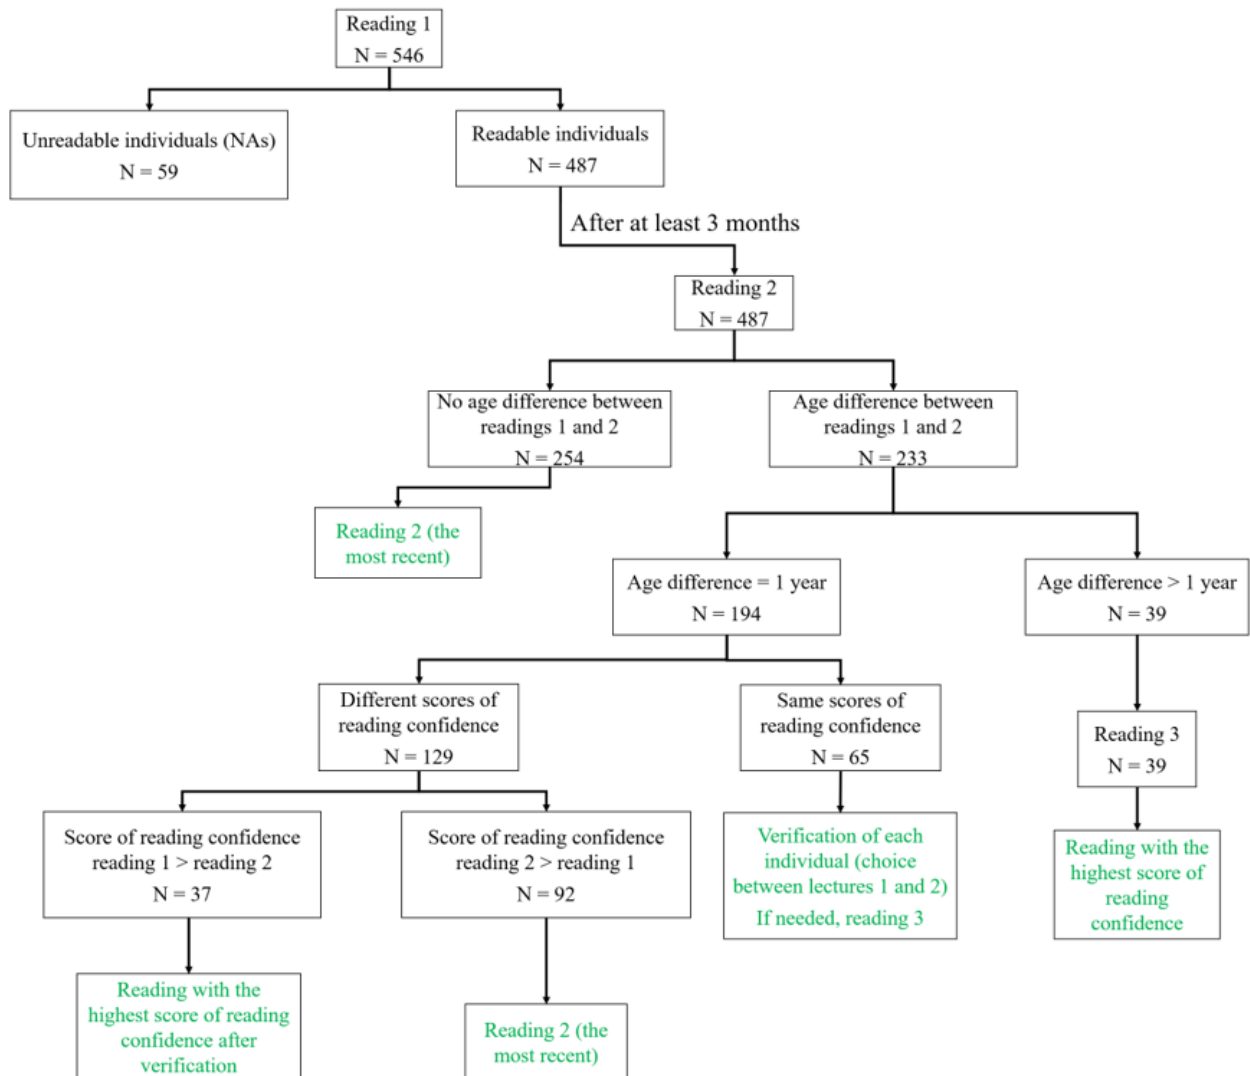 Reading 1
N = 546
Unreadable individuals (NAs)
N = 59
Readable individuals
N = 487
After at least 3 months
Reading 2
N = 487
No age difference between
readings 1 and 2
N = 254
Age difference between
readings 1 and 2
N = 233
Reading 2 (the
most recent)
Age difference = 1 year
N = 194
Age difference > 1 year
N = 39
Different scores of
reading confidence
N = 129
Same scores of
reading confidence
N = 65
Reading 3
N = 39
Score of reading confidence
reading 1 > reading 2
N = 37
Score of reading confidence
reading 2 > reading 1
N = 92
Verification of each
individual (choice
between lectures 1 and 2)
If needed, reading 3
Reading with the
highest score of
reading
confidence
Reading with the
highest score of reading
confidence after
verification
Reading 2 (the
most recent)